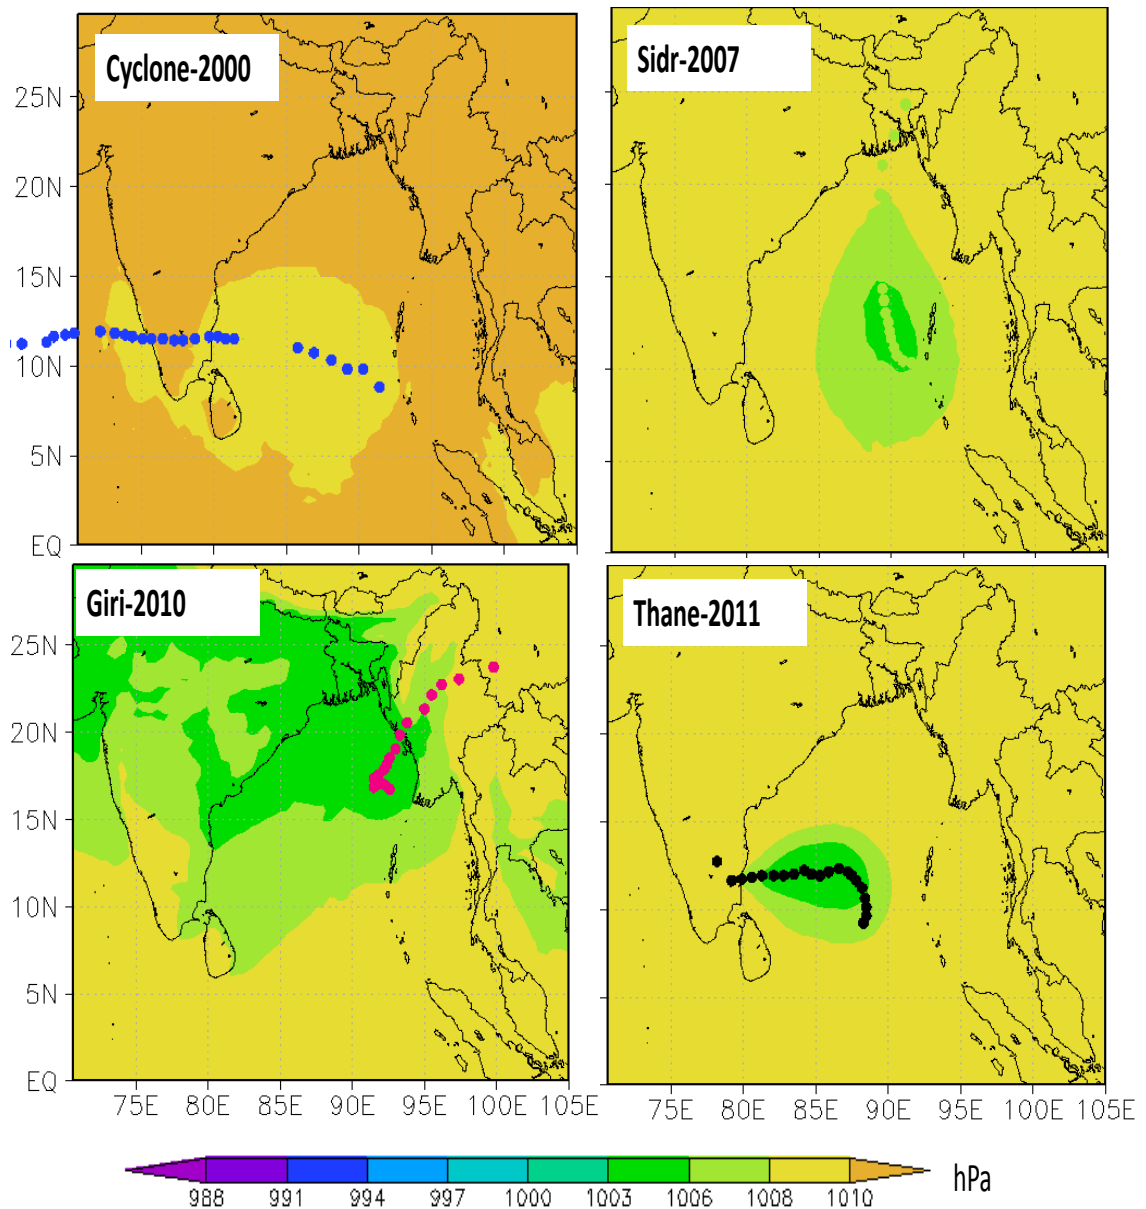 Cyclone-2000
Sidr-2007
25N
20N
15N
10N
5N
EQ
Giri-2010
Thane-2011
25N
20N
15N
10N
5N
EQ
75E 80E 85E 90E 95E 100E 105E
75E 80E 85E 90E 95E 100E 105E
988 991 994 997 1000 1003 1006 1008 1010
hPa